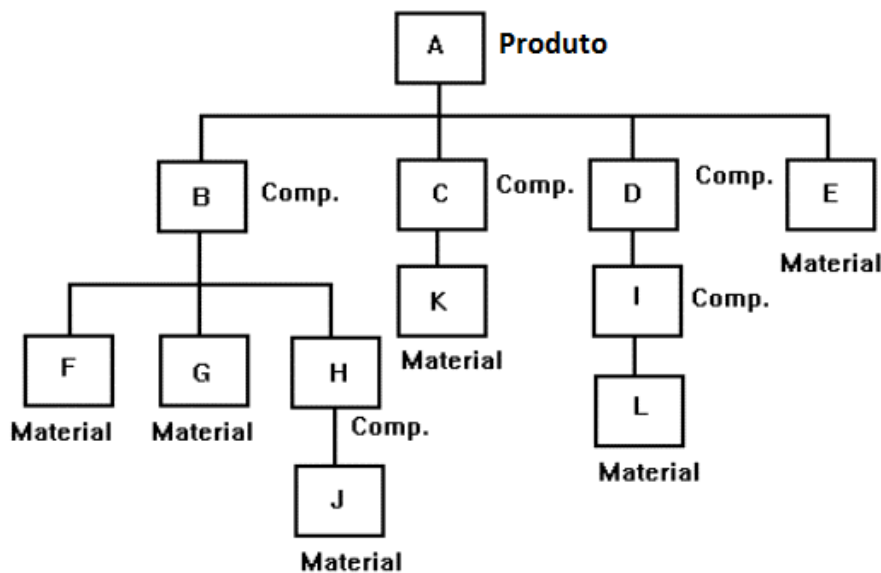 A Produto
B Comp. C Comp. D Comp. E
Material
K I Comp.
Material
F G H
Material Material Comp.
L
Material
J
Material